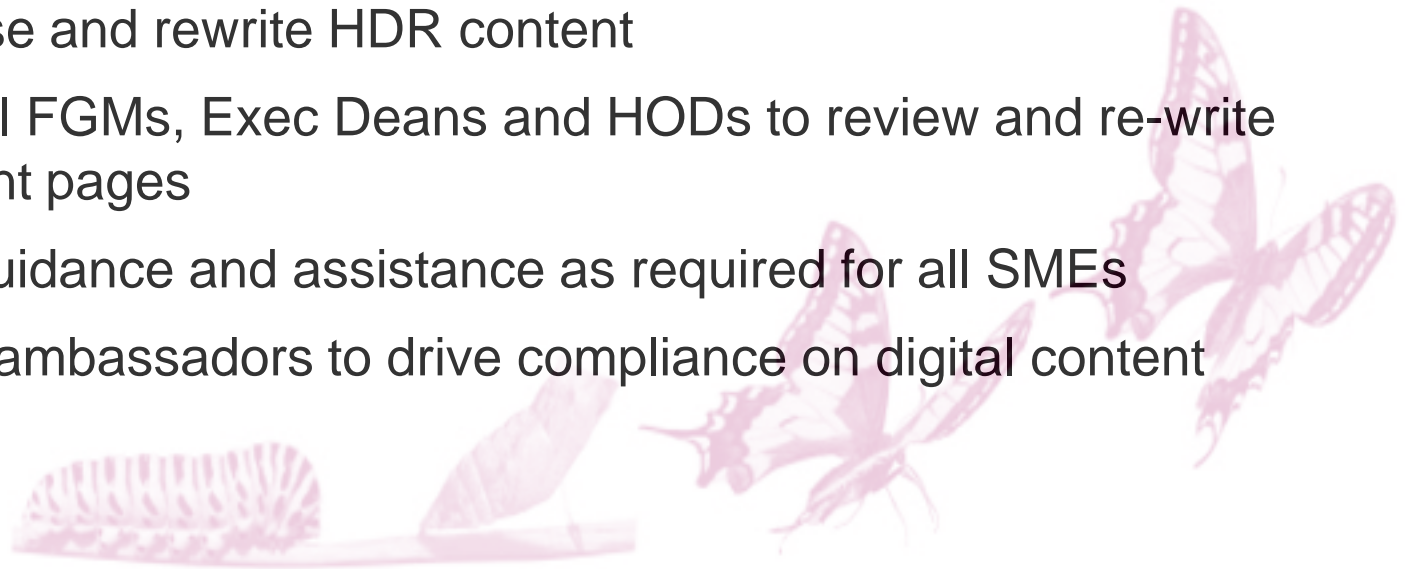 se and rewrite HDR content
l FGMs, Exec Deans and HODs to review and re-write
nt pages
uidance and assistance as required for all SMEs
ambassadors to drive compliance on digital content